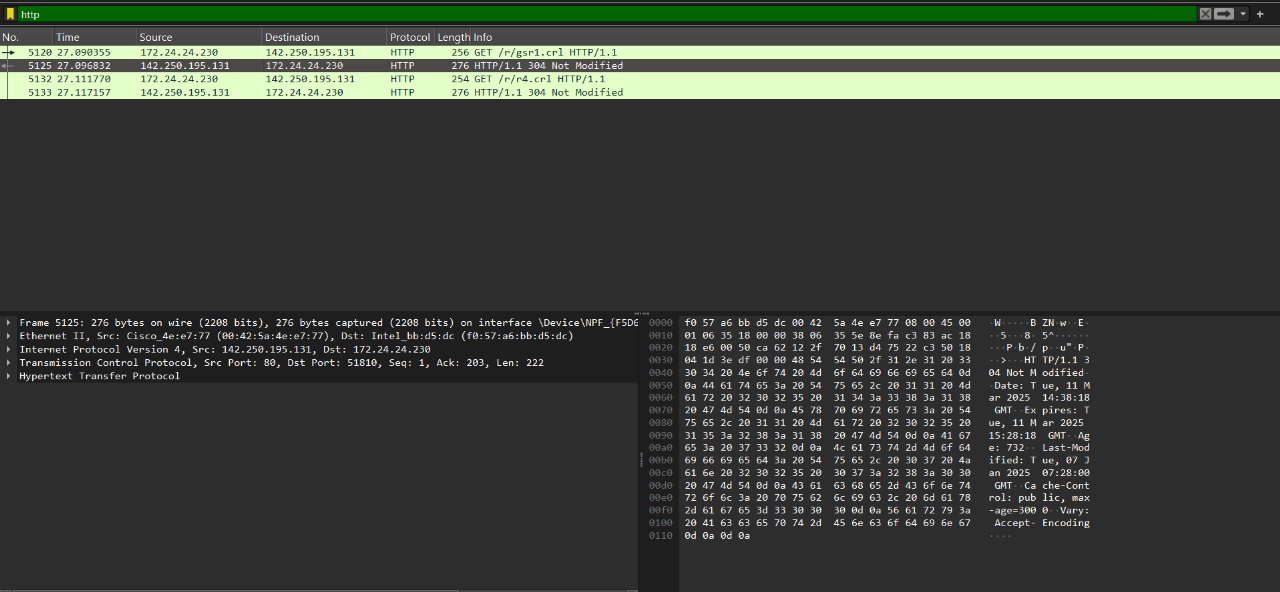 http
No. Time Source Destination Protocol Length Info
5120 27.090355 172.24.24.230 142.250.195.131 HTTP 256 GET /r/gsr1.crl HTTP/1.1
5125 27.096832 142.250.195.131 172.24.24.230 HTTP 276 HTTP/1.1 304 Not Modified
5132 27.111770 172.24.24.230 142.250.195.131 HTTP 254 GET /r/r4.crl HTTP/1.1
5133 27.117157 142.250.195.131 172.24.24.230 HTTP 276 HTTP/1.1 304 Not Modified
Frame 5125: 276 bytes on wire (2208 bits), 276 bytes captured (2208 bits) on interface \Device\NPF_{F5D6
Ethernet II, Src: Cisco_4e:e7:77 (00:42:5a:4e:e7:77), Dst: Intel_bb:d5:dc (f0:57:a6:bb:d5:dc)
Internet Protocol Version 4, Src: 142.250.195.131, Dst: 172.24.24.230
Transmission Control Protocol, Src Port: 80, Dst Port: 51810, Seq: 1, Ack: 203, Len: 222
Hypertext Transfer Protocol
0000 f0 57 a6 bb d5 dc 00 42 5a 4e e7 77 08 00 45 00 ·W·····B ZN·w··E·
0010 01 06 35 18 00 00 38 06 35 5e 8e fa c3 83 ac 18 ··5···8· 5^······
0020 18 e6 00 50 ca 62 12 2f 70 13 d4 75 22 c3 50 18 ···P·b·/ p··u"·P·
0030 04 1d 3e df 00 00 48 54 54 50 2f 31 2e 31 20 33 ··>···HT TP/1.1 3
0040 30 34 20 4e 6f 74 20 4d 6f 64 69 66 69 65 64 0d 04 Not M odified·
0050 0a 44 61 74 65 3a 20 54 75 65 2c 20 31 31 20 4d ·Date: T ue, 11 M
0060 61 72 20 32 30 32 35 20 31 34 3a 33 38 3a 31 38 ar 2025 14:38:18
0070 20 47 4d 54 0d 0a 45 78 70 69 72 65 73 3a 20 54 GMT··Ex pires: T
0080 75 65 2c 20 31 31 20 4d 61 72 20 32 30 32 35 20 ue, 11 M ar 2025
0090 31 35 3a 32 38 3a 31 38 20 47 4d 54 0d 0a 41 67 15:28:18 GMT··Ag
00a0 65 3a 20 37 33 32 0d 0a 4c 61 73 74 2d 4d 6f 64 e: 732·· Last-Mod
00b0 69 66 69 65 64 3a 20 54 75 65 2c 20 30 37 20 4a ified: T ue, 07 J
00c0 61 6e 20 32 30 32 35 20 30 37 3a 32 38 3a 30 30 an 2025 07:28:00
00d0 20 47 4d 54 0d 0a 43 61 63 68 65 2d 43 6f 6e 74 GMT··Ca che-Cont
00e0 72 6f 6c 3a 20 70 75 62 6c 69 63 2c 20 6d 61 78 rol: pub lic, max
00f0 2d 61 67 65 3d 33 30 30 30 0d 0a 56 61 72 79 3a -age=300 0··Vary:
0100 20 41 63 63 65 70 74 2d 45 6e 63 6f 64 69 6e 67 Accept- Encoding
0110 0d 0a 0d 0a ····